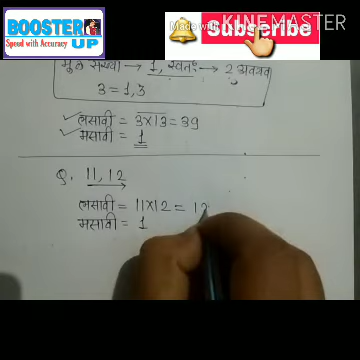 BOOSTER
Speed with Accuracy UP
KINEMASTER
Subscribe
मूळ संख्या → 1, स्वतः → 2 अवयव
3 = 1,3
✓लसावी = 3×13 = 39
✓मसावी = 1
Q. 11, 12
लसावी = 11×12 = 12
मसावी = 1